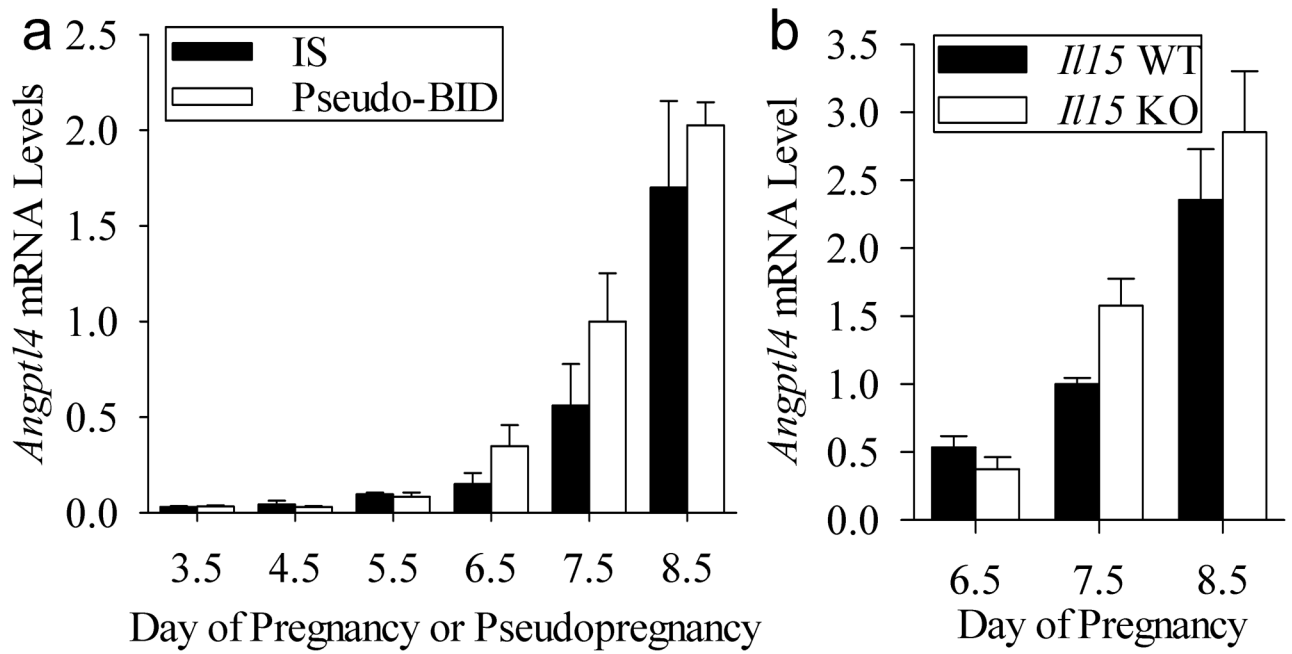 a
2.5
2.0
1.5
1.0
0.5
0.0
Angptl4 mRNA Levels
IS
Pseudo-BID
3.5 4.5 5.5 6.5 7.5 8.5
Day of Pregnancy or Pseudopregnancy
b
3.5
3.0
2.5
2.0
1.5
1.0
0.5
0.0
Angptl4 mRNA Level
Il15 WT
Il15 KO
6.5 7.5 8.5
Day of Pregnancy